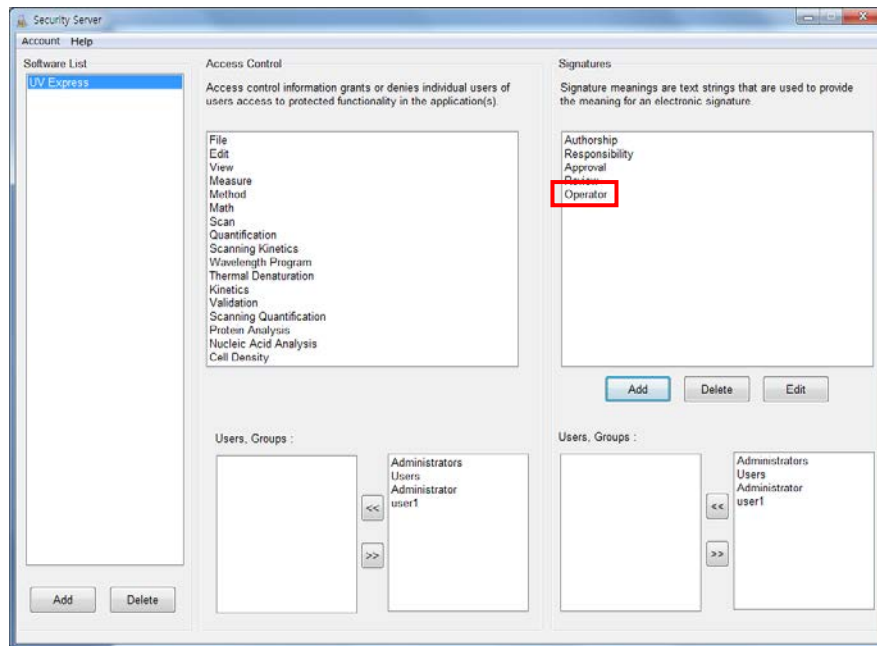 Security Server
Account Help
Software List
UV Express
Add
Delete
Access Control
Access control information grants or denies individual users of
users access to protected functionality in the application(s).
File
Edit
View
Measure
Method
Math
Scan
Quantification
Scanning Kinetics
Wavelength Program
Thermal Denaturation
Kinetics
Validation
Scanning Quantification
Protein Analysis
Nucleic Acid Analysis
Cell Density
Users, Groups :
<<
>>
Administrators
Users
Administrator
user1
Signatures
Signature meanings are text strings that are used to provide
the meaning for an electronic signature.
Authorship
Responsibility
Approval
Review
Operator
Add
Delete
Edit
Users, Groups :
<<
>>
Administrators
Users
Administrator
user1